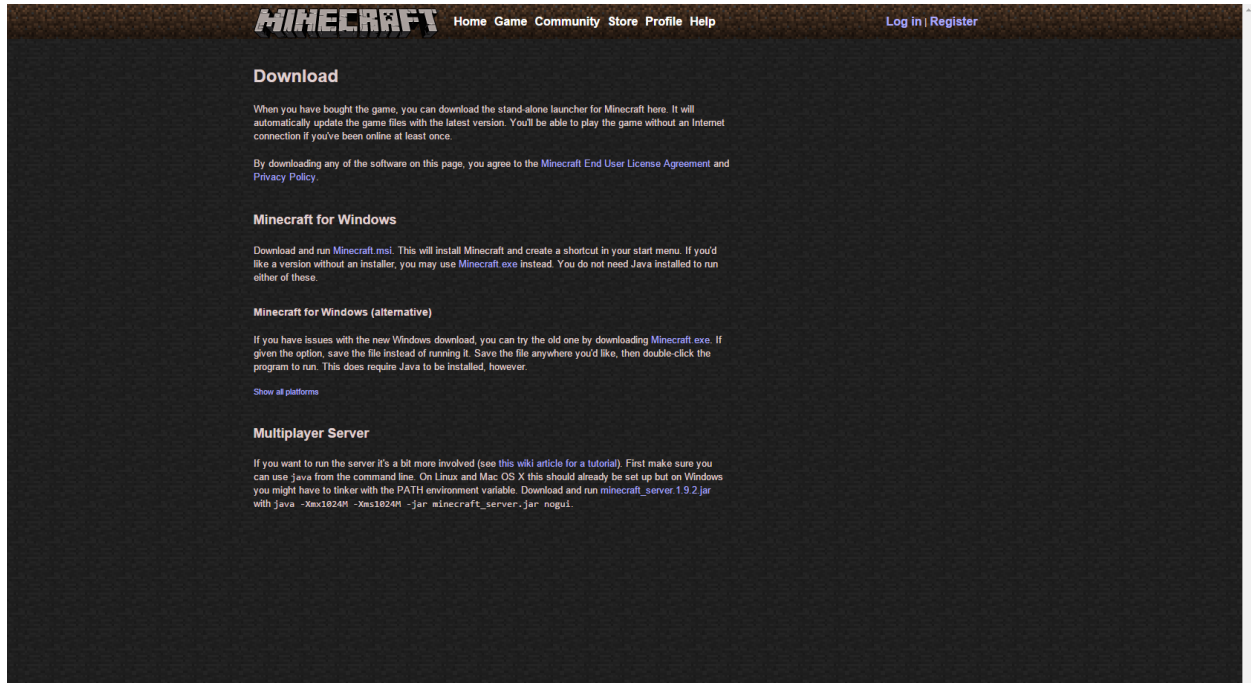 MINECRAFT Home Game Community Store Profile Help Log in | Register
Download
When you have bought the game, you can download the stand-alone launcher for Minecraft here. It will
automatically update the game files with the latest version. You'll be able to play the game without an Internet
connection if you've been online at least once.
By downloading any of the software on this page, you agree to the Minecraft End User License Agreement and
Privacy Policy.
Minecraft for Windows
Download and run Minecraft.msi. This will install Minecraft and create a shortcut in your start menu. If you'd
like a version without an installer, you may use Minecraft.exe instead. You do not need Java installed to run
either of these.
Minecraft for Windows (alternative)
If you have issues with the new Windows download, you can try the old one by downloading Minecraft.exe. If
given the option, save the file instead of running it. Save the file anywhere you'd like, then double-click the
program to run. This does require Java to be installed, however.
Show all platforms
Multiplayer Server
If you want to run the server it's a bit more involved (see this wiki article for a tutorial). First make sure you
can use java from the command line. On Linux and Mac OS X this should already be set up but on Windows
you might have to tinker with the PATH environment variable. Download and run minecraft_server.1.9.2.jar
with java -Xmx1024M -Xms1024M -jar minecraft_server.jar nogui.